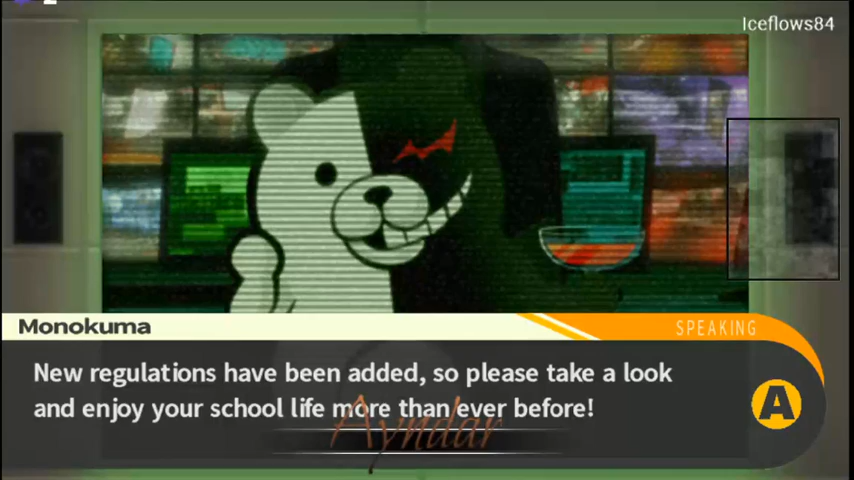 Iceflows84
Monokuma
SPEAKING
New regulations have been added, so please take a look
and enjoy your school life more than ever before!
A
Ayndar